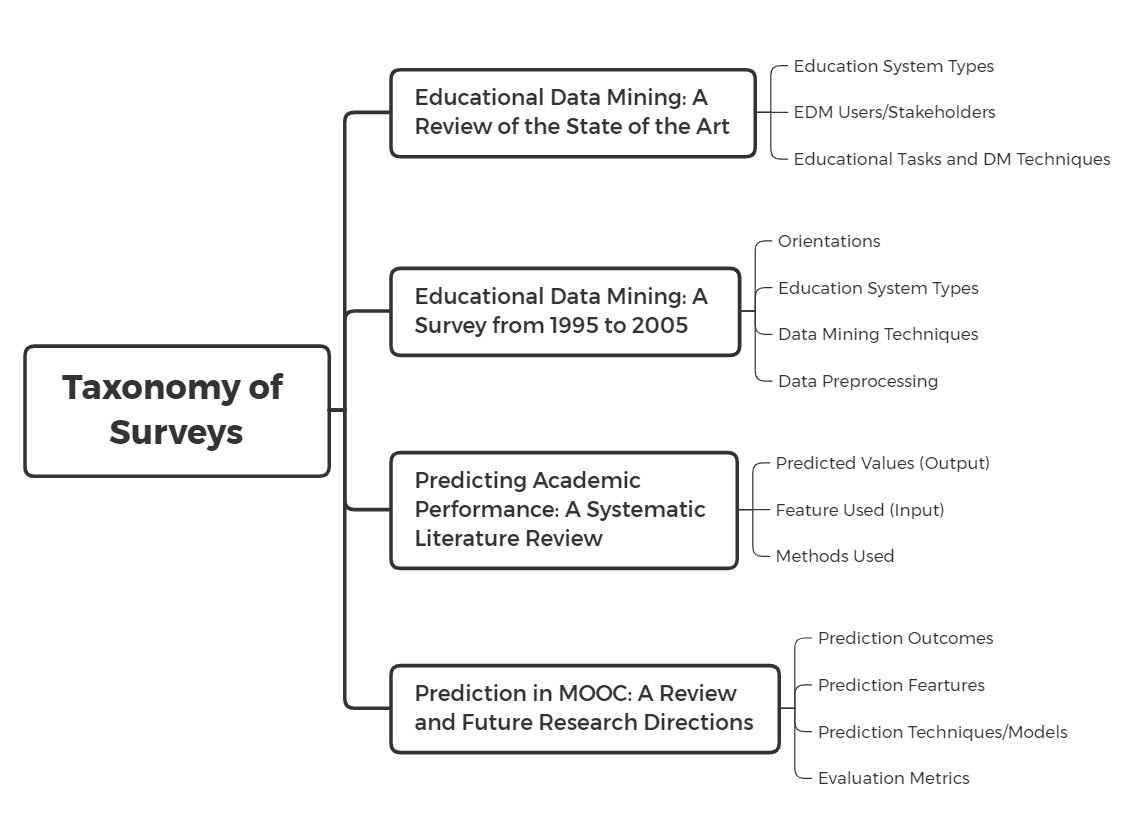 Taxonomy of
Surveys
Educational Data Mining: A
Review of the State of the Art
Education System Types
EDM Users/Stakeholders
Educational Tasks and DM Techniques
Educational Data Mining: A
Survey from 1995 to 2005
Orientations
Education System Types
Data Mining Techniques
Data Preprocessing
Predicting Academic
Performance: A Systematic
Literature Review
Predicted Values (Output)
Feature Used (Input)
Methods Used
Prediction in MOOC: A Review
and Future Research Directions
Prediction Outcomes
Prediction Feartures
Prediction Techniques/Models
Evaluation Metrics